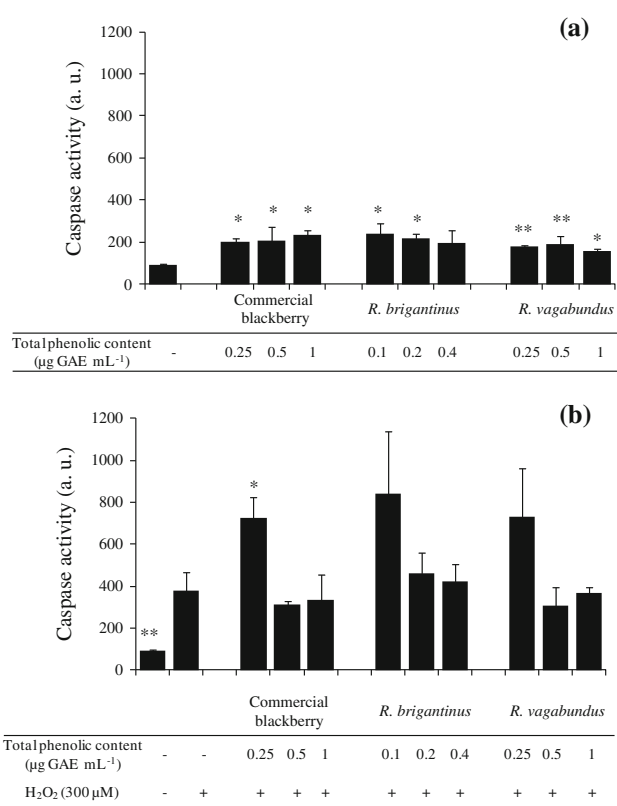 (a)
Caspase activity (a. u.)
1200
1000
800
600
400
200
0
* * * * * ** ** *
Commercial blackberry
R. brigantinus
R. vagabundus
Total phenolic content (µg GAE mL-1) - 0.25 0.5 1 0.1 0.2 0.4 0.25 0.5 1
(b)
Caspase activity (a. u.)
1200
1000
800
600
400
200
0
** *
Commercial blackberry
R. brigantinus
R. vagabundus
Total phenolic content (µg GAE mL-1) - - 0.25 0.5 1 0.1 0.2 0.4 0.25 0.5 1
H2O2 (300 µM) - + + + + + + + + + +